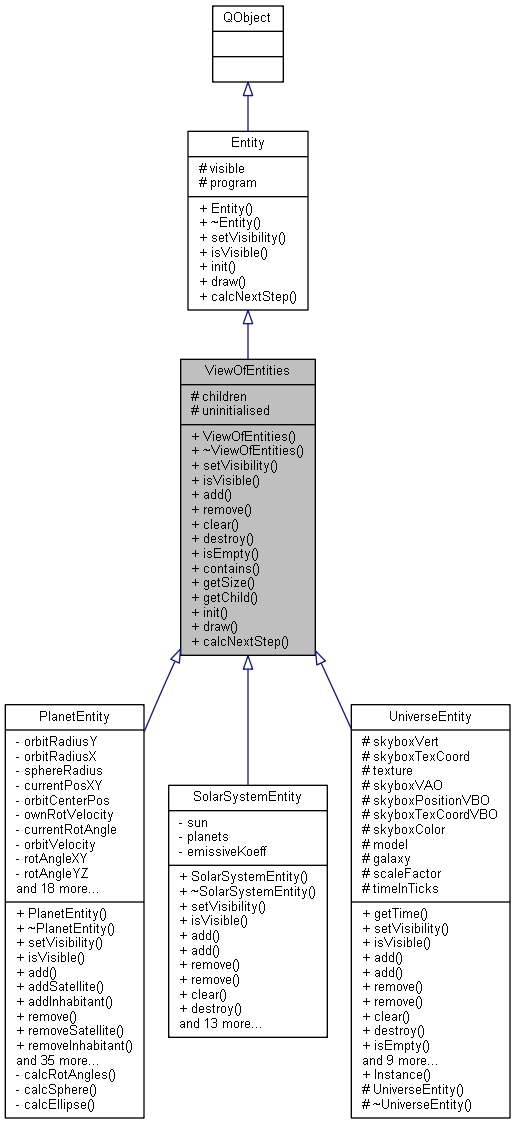 QObject
Entity
# visible
# program
+ Entity()
+ ~Entity()
+ setVisibility()
+ isVisible()
+ init()
+ draw()
+ calcNextStep()
ViewOfEntities
# children
# uninitialised
+ ViewOfEntities()
+ ~ViewOfEntities()
+ setVisibility()
+ isVisible()
+ add()
+ remove()
+ clear()
+ destroy()
+ isEmpty()
+ contains()
+ getSize()
+ getChild()
+ init()
+ draw()
+ calcNextStep()
PlanetEntity
- orbitRadiusY
- orbitRadiusX
- sphereRadius
- currentPosXY
- orbitCenterPos
- ownRotVelocity
- currentRotAngle
- orbitVelocity
- rotAngleXY
- rotAngleYZ
and 18 more...
+ PlanetEntity()
+ ~PlanetEntity()
+ setVisibility()
+ isVisible()
+ add()
+ addSatellite()
+ addInhabitant()
+ remove()
+ removeSatellite()
+ removeInhabitant()
and 35 more...
- calcRotAngles()
- calcSphere()
- calcEllipse()
SolarSystemEntity
- sun
- planets
- emissiveKoeff
+ SolarSystemEntity()
+ ~SolarSystemEntity()
+ setVisibility()
+ isVisible()
+ add()
+ add()
+ remove()
+ remove()
+ clear()
+ destroy()
and 13 more...
UniverseEntity
# skyboxVert
# skyboxTexCoord
# texture
# skyboxVAO
# skyboxPositionVBO
# skyboxTexCoordVBO
# skyboxColor
# model
# galaxy
# scaleFactor
# timeInTicks
+ getTime()
+ setVisibility()
+ isVisible()
+ add()
+ add()
+ remove()
+ remove()
+ clear()
+ destroy()
+ isEmpty()
and 9 more...
+ Instance()
# UniverseEntity()
# ~UniverseEntity()